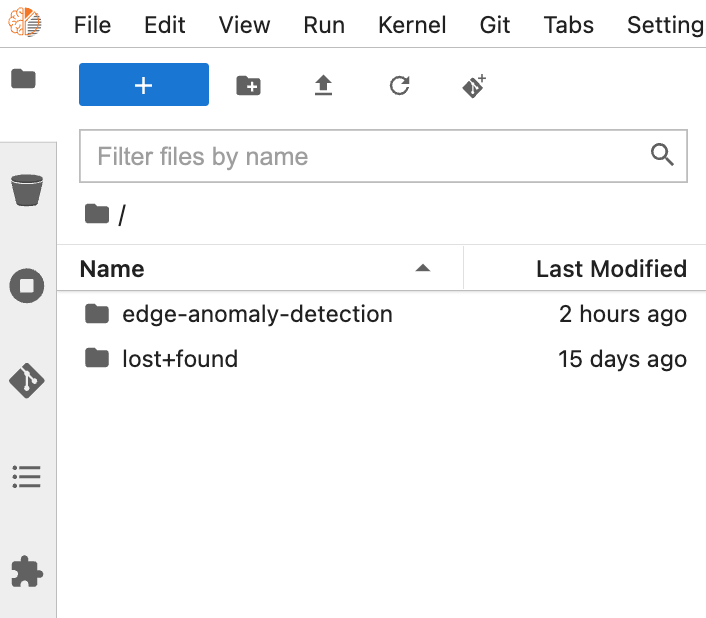 File Edit View Run Kernel Git Tabs Setting
Filter files by name
/
Name Last Modified
edge-anomaly-detection 2 hours ago
lost+found 15 days ago